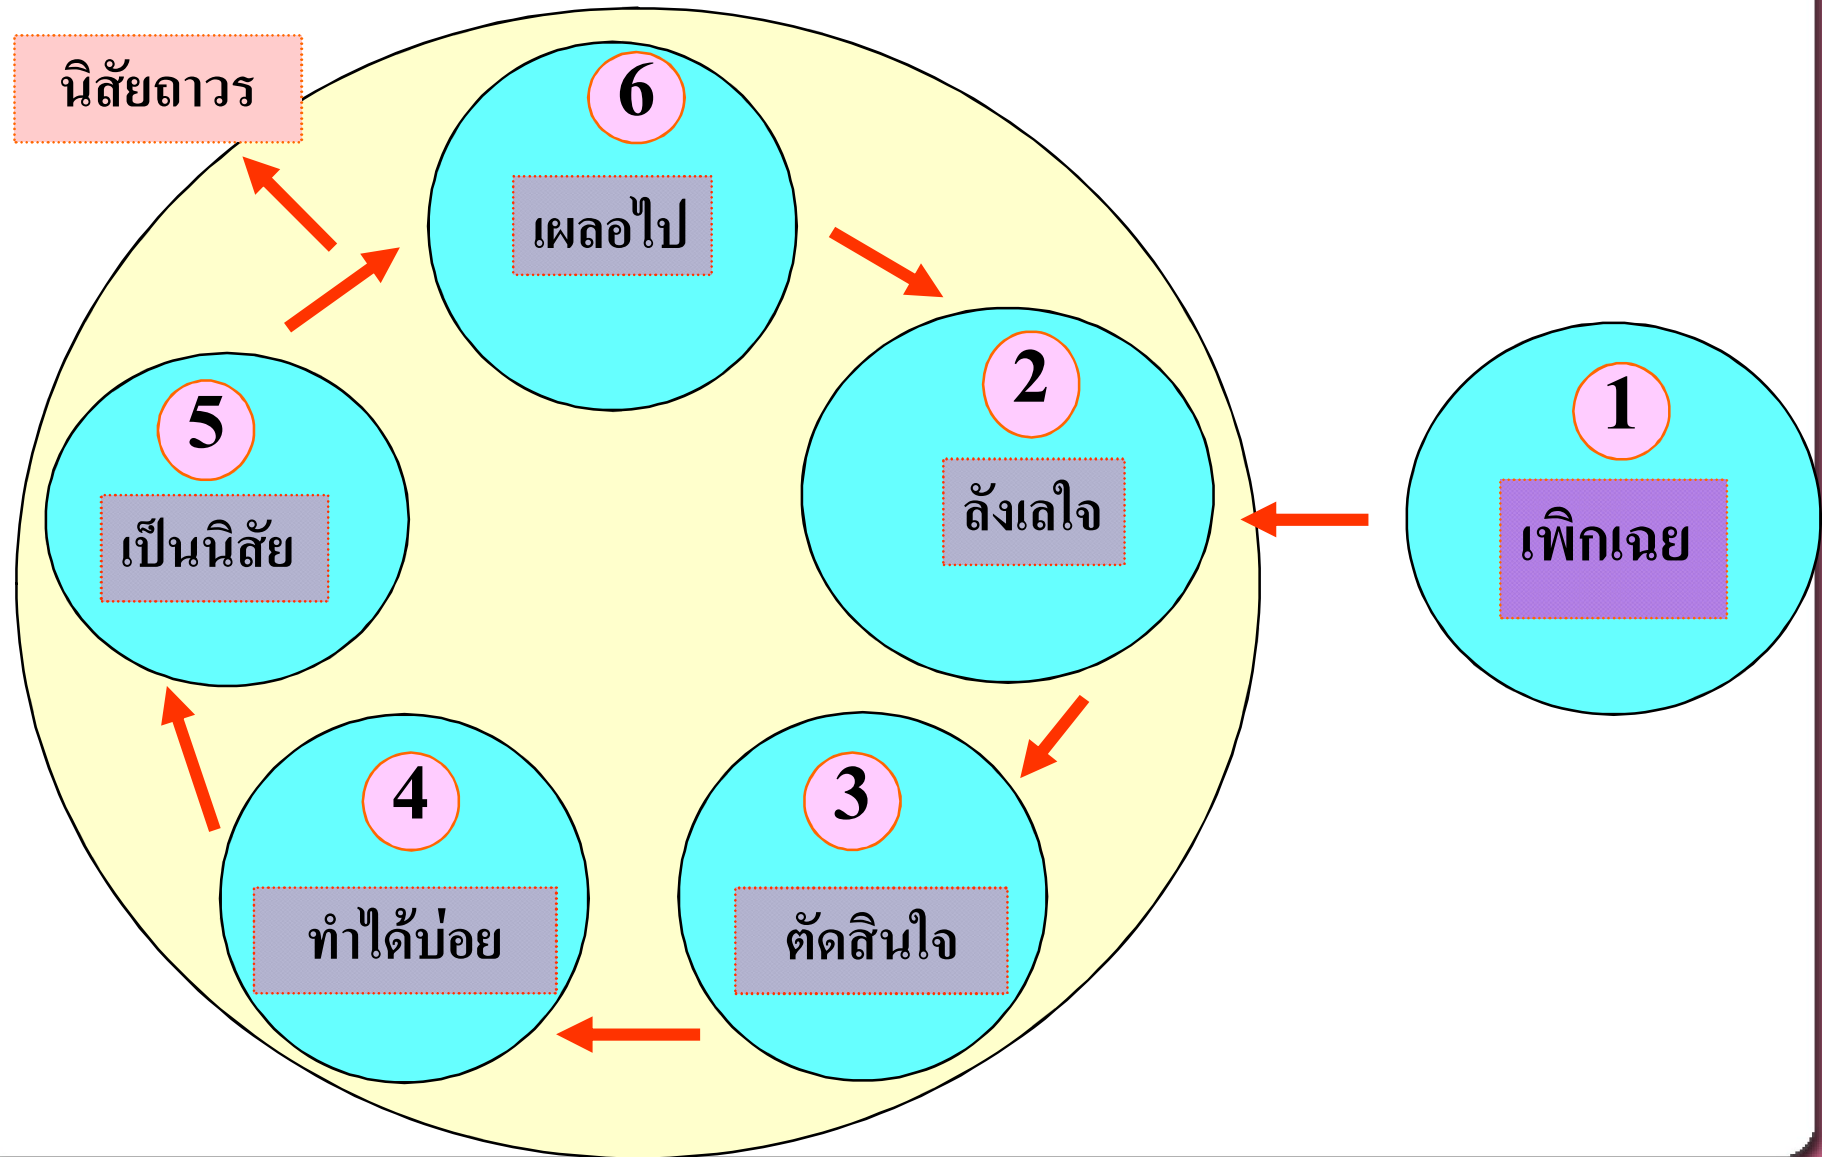 นิสัยถาวร
6
เผลอไป
2
ลังเลใจ
1
เพิกเฉย
5
เป็นนิสัย
4
ทำได้บ่อย
3
ตัดสินใจ